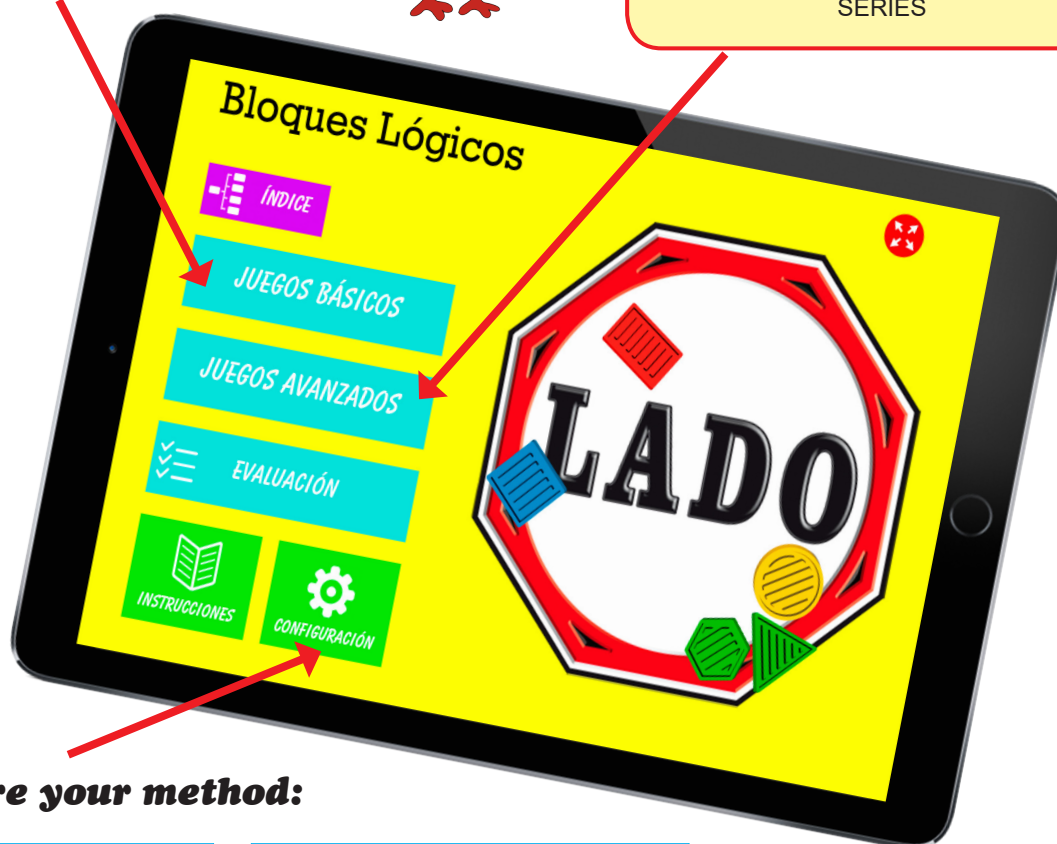 SERIES
Bloques Lógicos
ÍNDICE
JUEGOS BÁSICOS
JUEGOS AVANZADOS
EVALUACIÓN
INSTRUCCIONES
CONFIGURACIÓN
LADO
re your method: